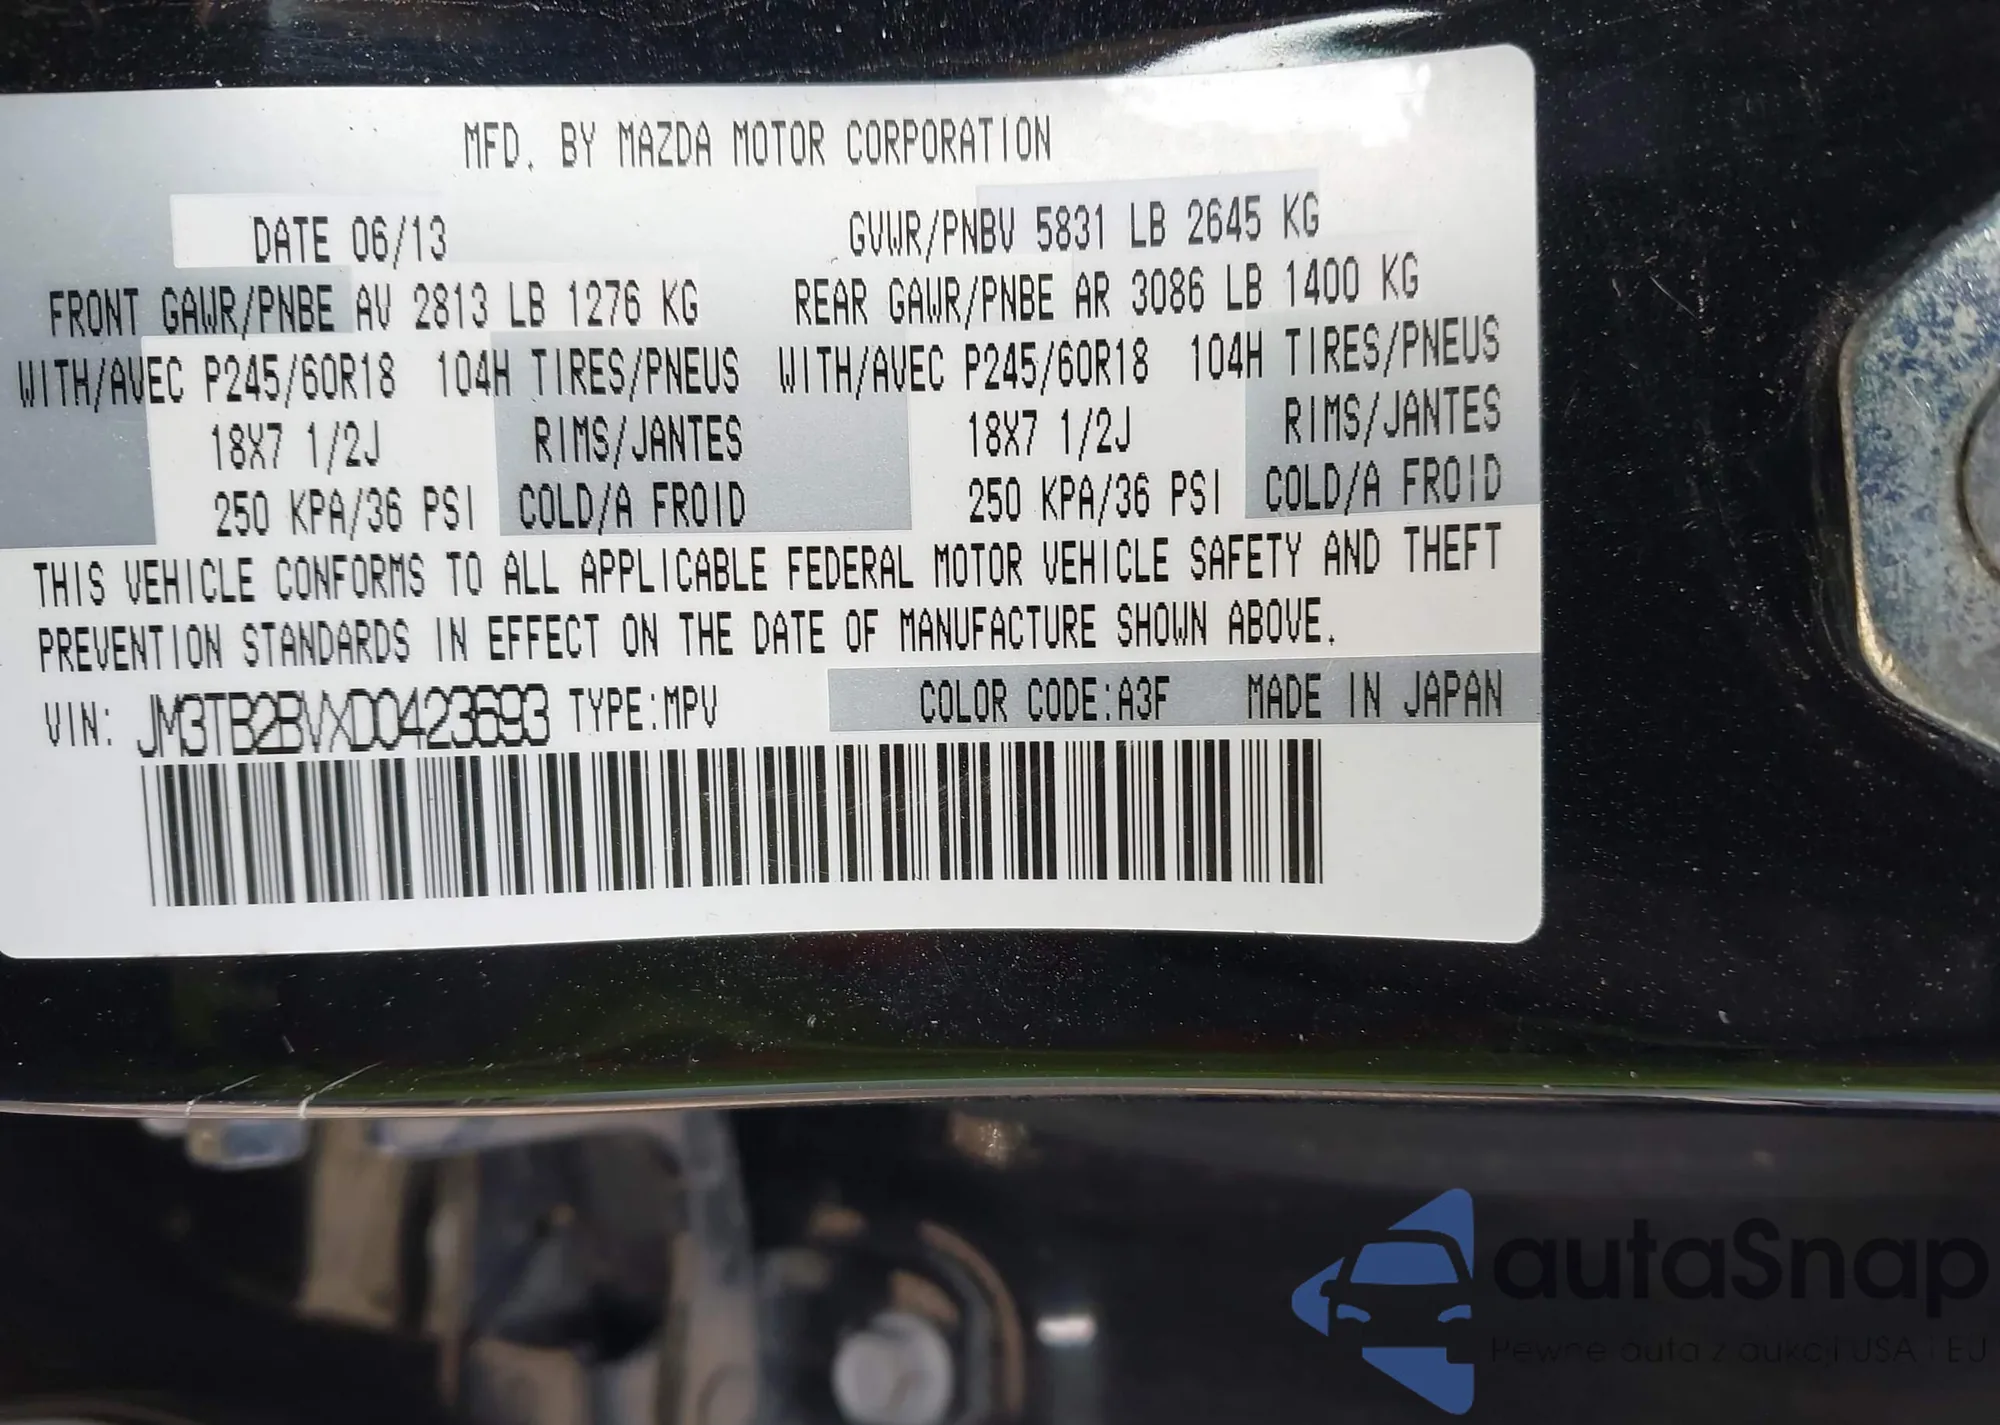 MFD. BY MAZDA MOTOR CORPORATION
DATE 06/13 GVWR/PNBV 5831 LB 2645 KG
FRONT GAWR/PNBE AV 2813 LB 1276 KG REAR GAWR/PNBE AR 3086 LB 1400 KG
WITH/AVEC P245/60R18 104H TIRES/PNEUS WITH/AVEC P245/60R18 104H TIRES/PNEUS
18X7 1/2J RIMS/JANTES 18X7 1/2J RIMS/JANTES
250 KPA/36 PSI COLD/A FROID 250 KPA/36 PSI COLD/A FROID
THIS VEHICLE CONFORMS TO ALL APPLICABLE FEDERAL MOTOR VEHICLE SAFETY AND THEFT
PREVENTION STANDARDS IN EFFECT ON THE DATE OF MANUFACTURE SHOWN ABOVE.
VIN: JM3TB2BVXD0423693 TYPE:MPV COLOR CODE:A3F MADE IN JAPAN
autaSnap
Pewne auta z aukcji USA i EU